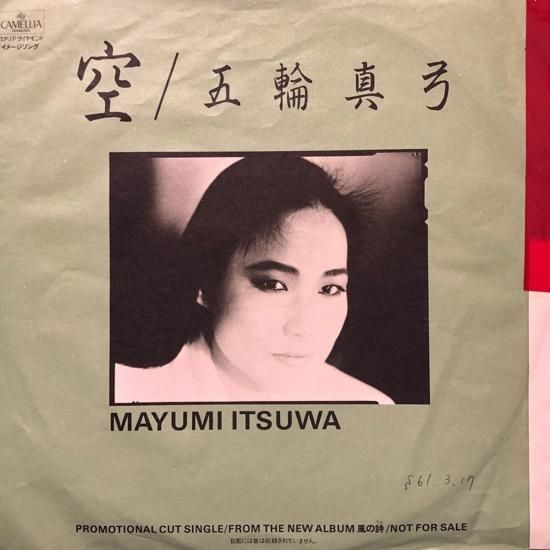 CAMELLIA
DIAMOND
カメリアダイヤモンド
イメージソング
空/五輪真弓
MAYUMI ITSUWA
S61.3.17
PROMOTIONAL CUT SINGLE/FROM THE NEW ALBUM 風の詩/NOT FOR SALE
B面には音は収録されていません。